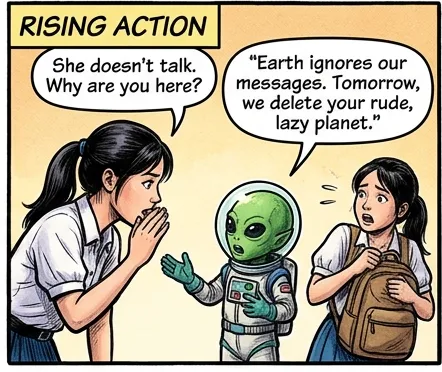 RISING ACTION
She doesn't talk.
Why are you here?
"Earth ignores our
messages. Tomorrow,
we delete your rude,
lazy planet."